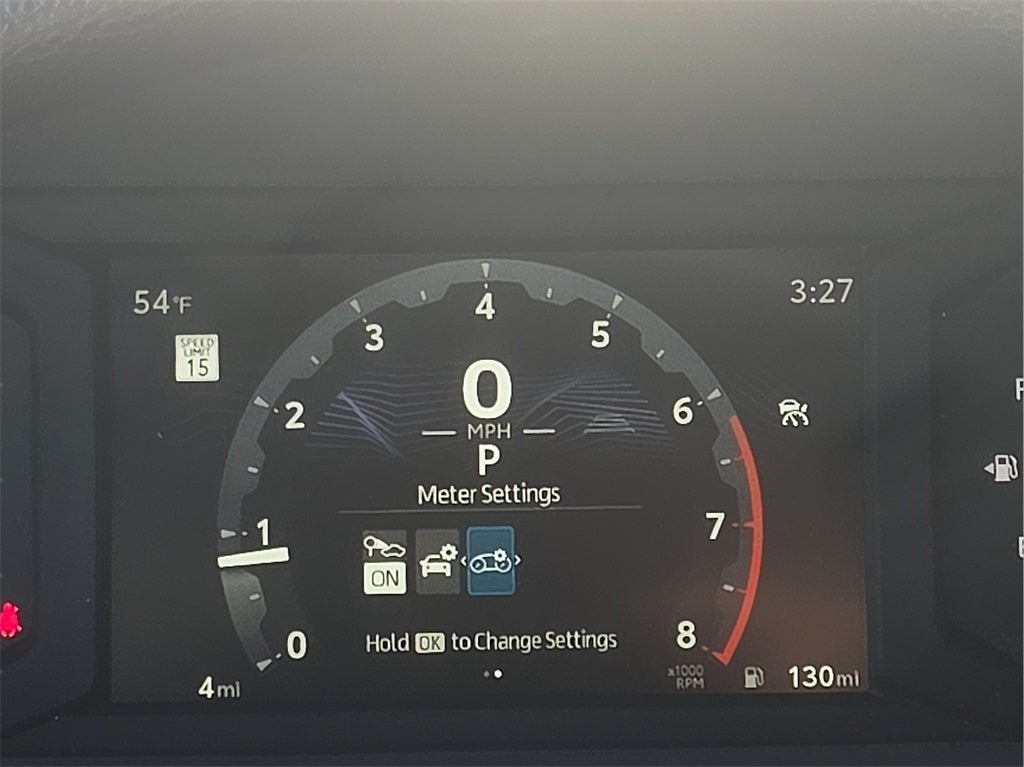 54°F
3:27
SPEED
LIMIT
15
4
3
5
2
6
0
MPH
P
Meter Settings
1
7
ON
0
8
Hold OK to Change Settings
x1000
RPM
4mi
130mi